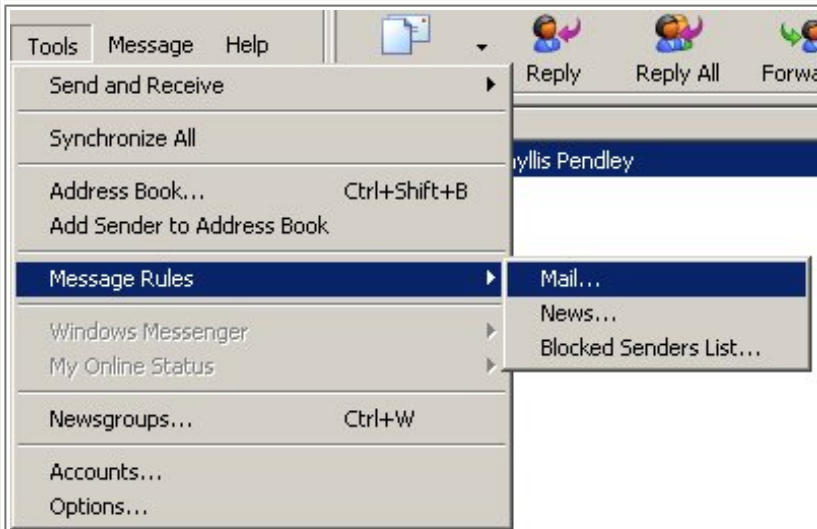 Tools Message Help
Reply Reply All Forwa
Send and Receive
Synchronize All
yllis Pendley
Address Book... Ctrl+Shift+B
Add Sender to Address Book
Message Rules
Mail...
News...
Blocked Senders List...
Windows Messenger
My Online Status
Newsgroups... Ctrl+W
Accounts...
Options...